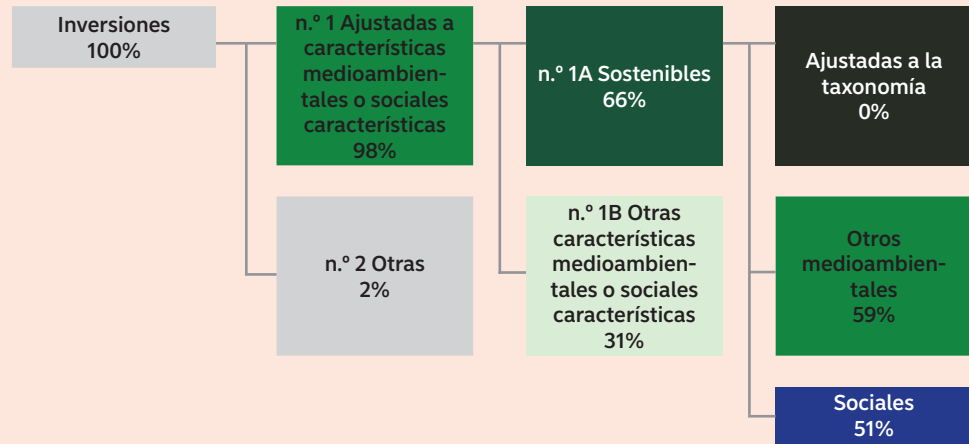 Inversiones
100%
n.º 1 Ajustadas a
características
medioambien-
tales o sociales
características
98%
n.º 2 Otras
2%
n.º 1A Sostenibles
66%
n.º 1B Otras
características
medioambien-
tales o sociales
características
31%
Ajustadas a la
taxonomía
0%
Otros
medioambien-
tales
59%
Sociales
51%